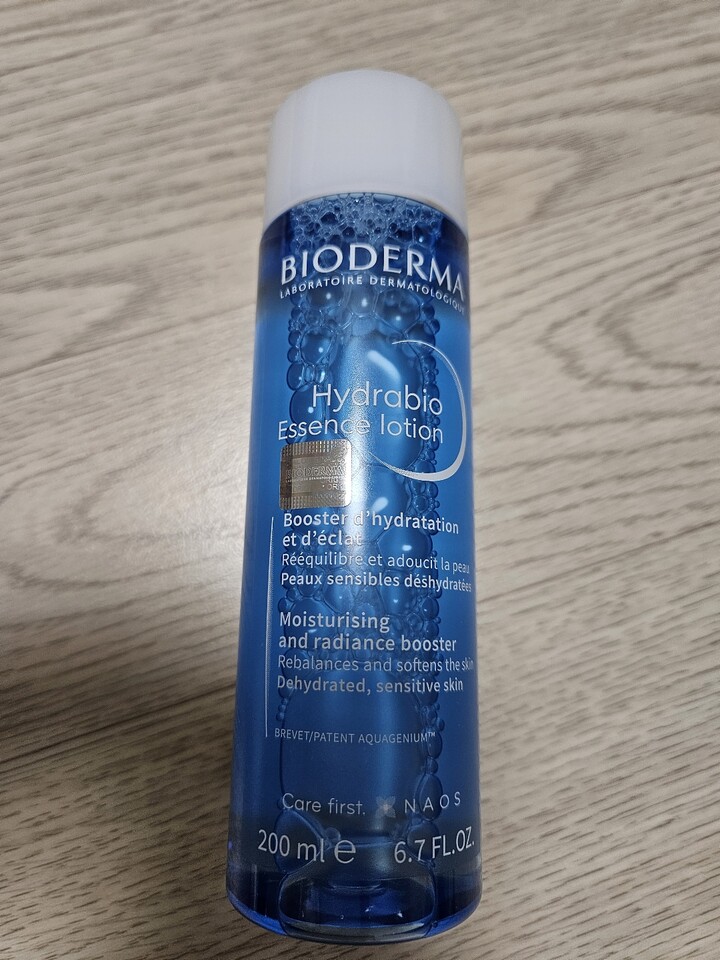 BIODERMA
LABORATOIRE DERMATOLOGIQUE
Hydrabio
Essence lotion
BIODERMA
Booster d'hydratation
et d'éclat
Rééquilibre et adoucit la peau
Peaux sensibles déshydratées
Moisturising
and radiance booster
Rebalances and softens the skin
Dehydrated, sensitive skin
BREVET/PATENT AQUAGENIUM™
Care first. NAOS
200 ml e 6.7 FL.OZ.